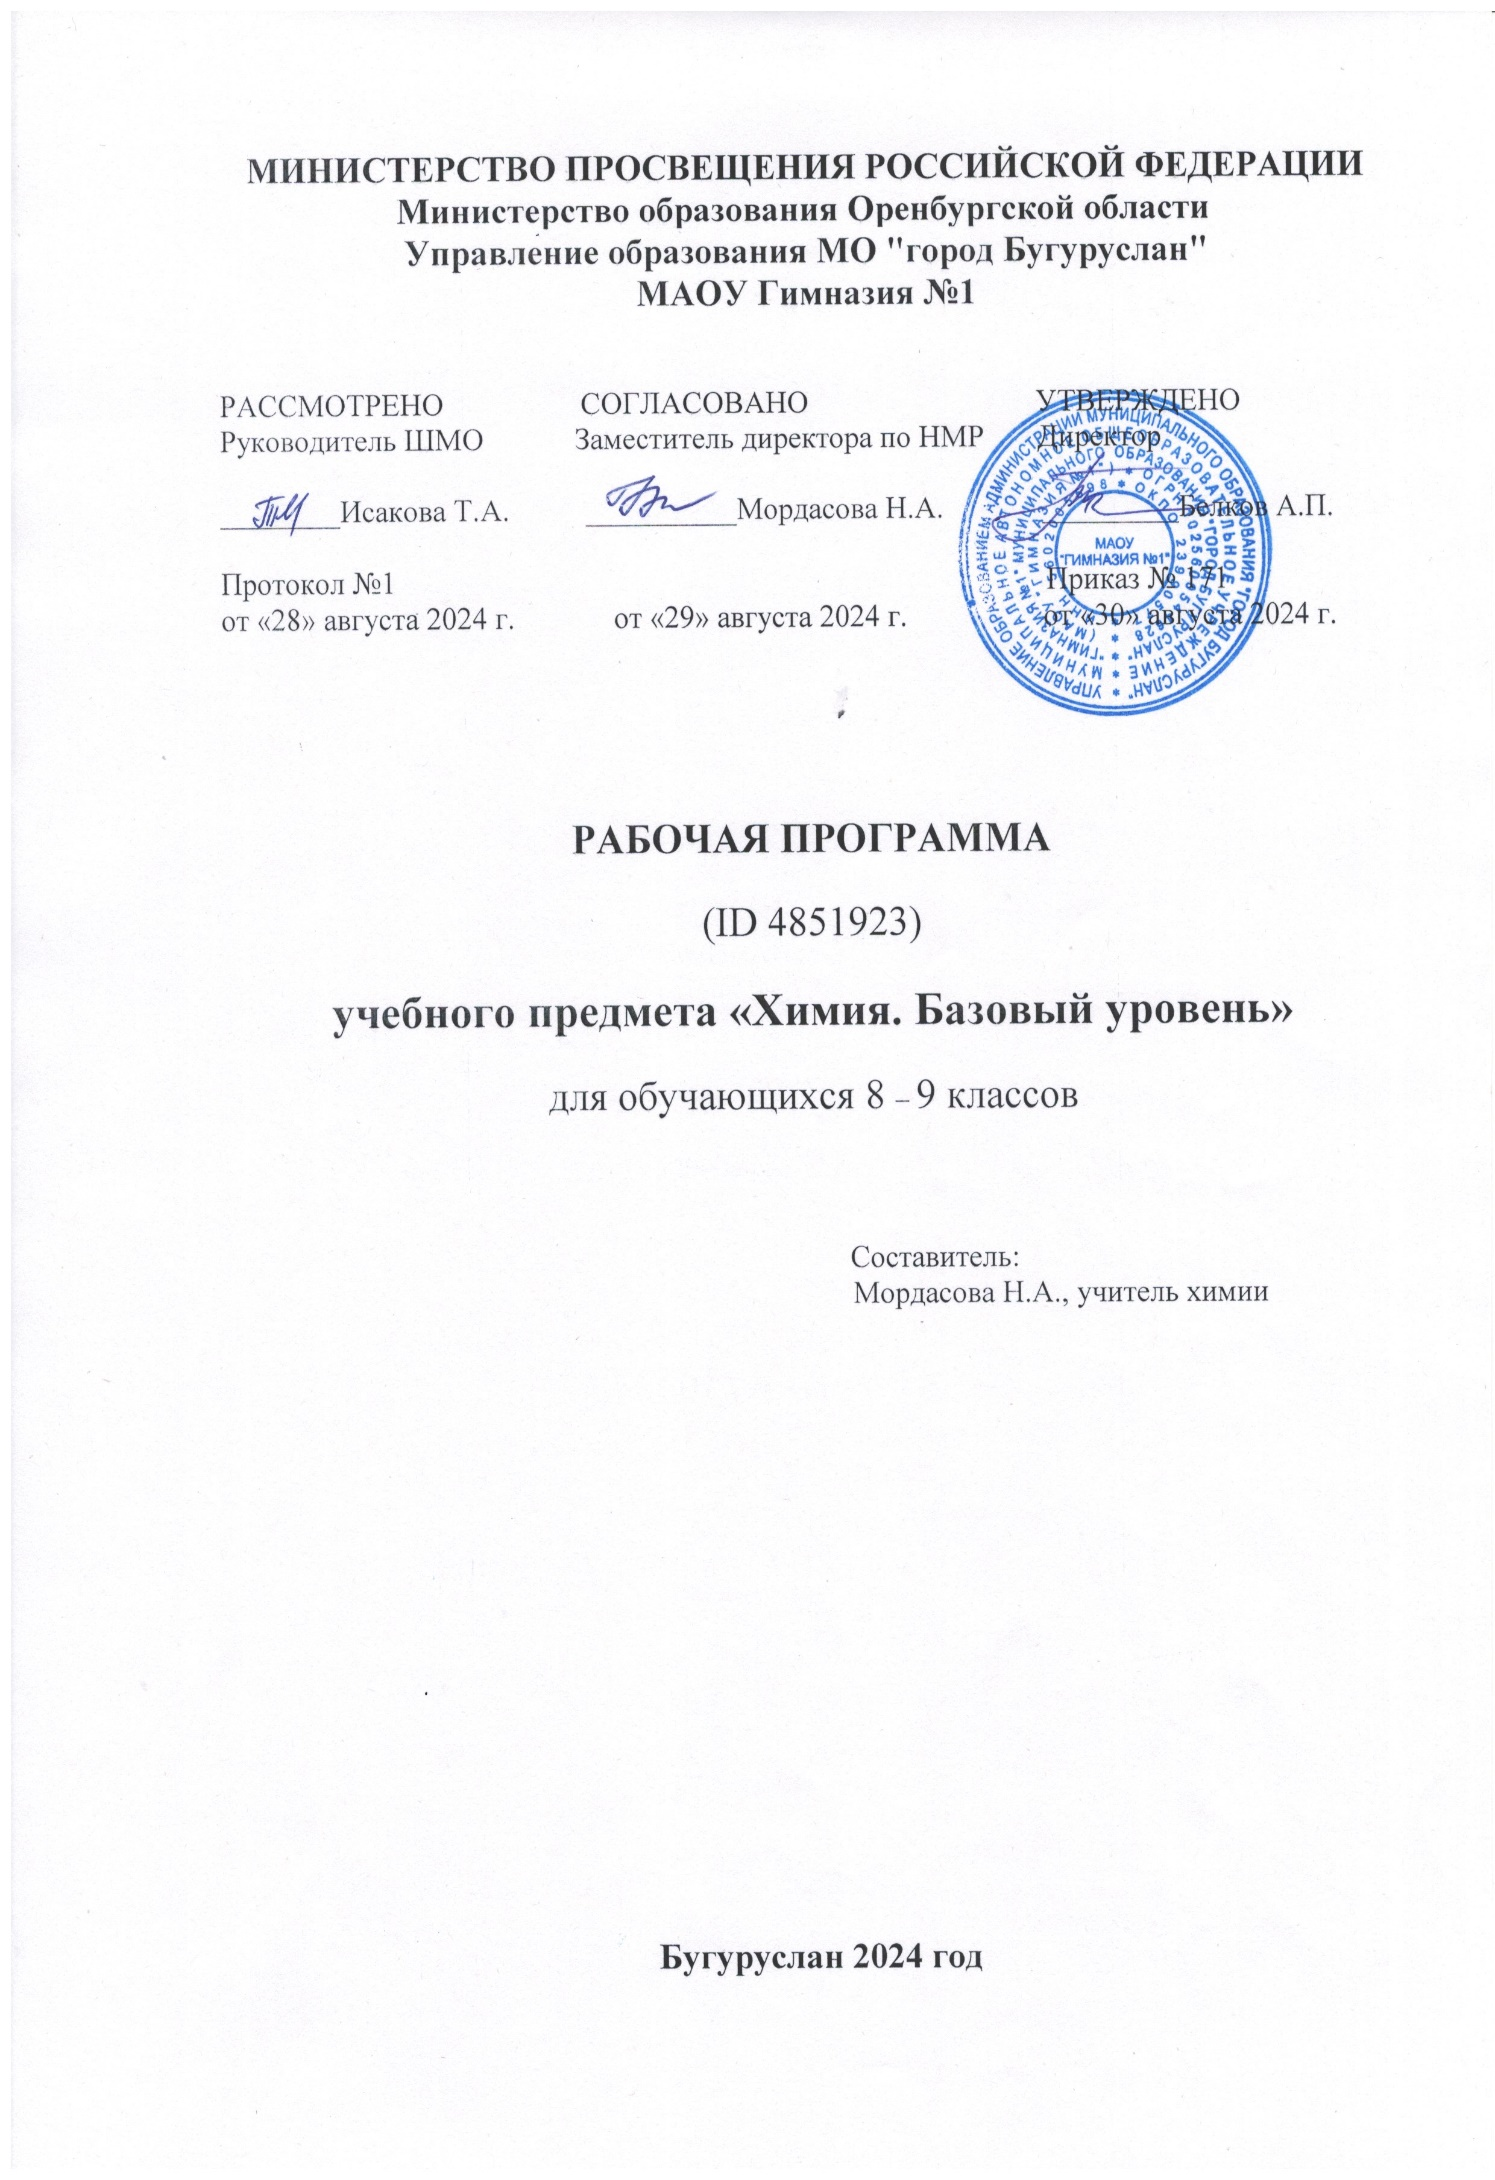 МИНИСТЕРСТВО ПРОСВЕЩЕНИЯ РОССИЙСКОЙ ФЕДЕРАЦИИ
Министерство образования Оренбургской области
Управление образования МО "город Бугуруслан"
МАОУ Гимназия №1
РАССМОТРЕНО СОГЛАСОВАНО УТВЕРЖДЕНО
Руководитель ШМО Заместитель директора по НМР Директор
Исакова Т.А. Мордасова Н.А. Белков А.П.
МАОУ
"ГИМНАЗИЯ №1"
Протокол №1 Приказ № 171
от «28» августа 2024 г. от «29» августа 2024 г. от «30» августа 2024 г.
РАБОЧАЯ ПРОГРАММА
(ID 4851923)
учебного предмета «Химия. Базовый уровень»
для обучающихся 8 – 9 классов
Составитель:
Мордасова Н.А., учитель химии
Бугуруслан 2024 год